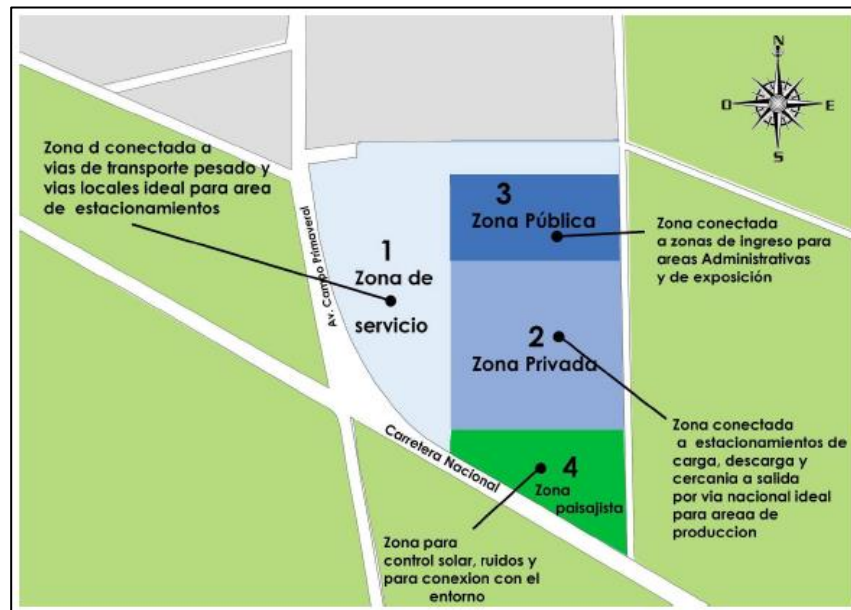 N
O
E
S
Zona d conectada a
vias de transporte pesado y
vias locales ideal para area
de estacionamientos
Av. Campo Primaveral
1
Zona de
servicio
3
Zona Pública
Zona conectada
a zonas de ingreso para
areas Administrativas
y de exposición
2
Zona Privada
Zona conectada
a estacionamientos de
carga, descarga y
cercania a salida
por via nacional ideal
para areaa de
produccion
Carretera Nacional
4
Zona
paisajista
Zona para
control solar, ruidos y
para conexion con el
entorno